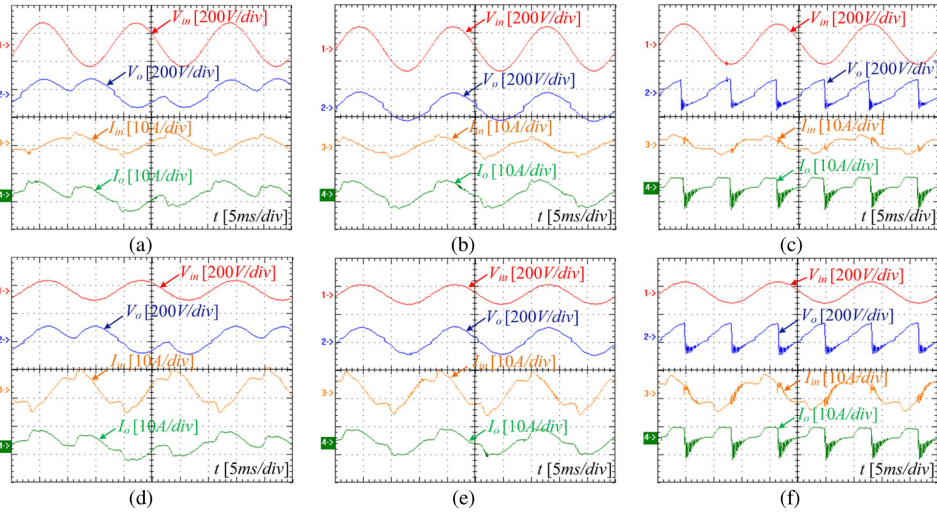 V_in [200V/div]
1->
V_o [200V/div]
2->
I_in [10A/div]
3->
I_o [10A/div]
4->
t [5ms/div]
(a)
V_in [200V/div]
1->
V_o [200V/div]
2->
I_in [10A/div]
3->
I_o [10A/div]
4->
t [5ms/div]
(b)
V_in [200V/div]
1->
V_o [200V/div]
2->
I_in [10A/div]
3->
I_o [10A/div]
4->
t [5ms/div]
(c)
V_in [200V/div]
1->
V_o [200V/div]
2->
I_in [10A/div]
3->
I_o [10A/div]
4->
t [5ms/div]
(d)
V_in [200V/div]
1->
V_o [200V/div]
2->
I_in [10A/div]
3->
I_o [10A/div]
4->
t [5ms/div]
(e)
V_in [200V/div]
1->
V_o [200V/div]
2->
I_in [10A/div]
3->
I_o [10A/div]
4->
t [5ms/div]
(f)